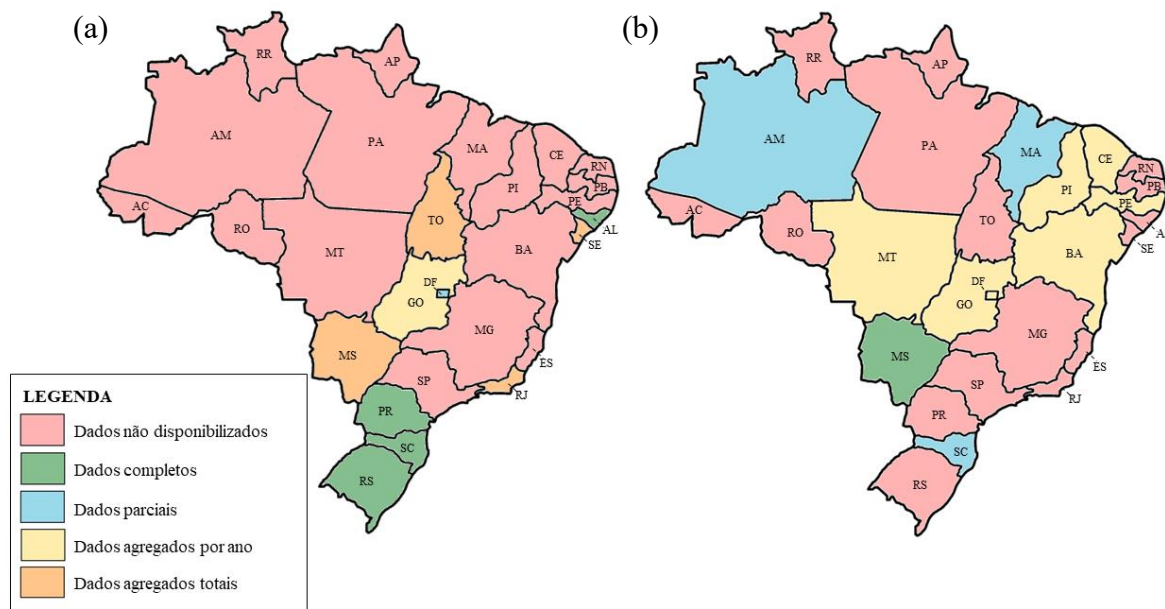 (a)
RR
AP
AM
PA
MA
CE
RN
PB
PI
PE
AC
TO
AL
RO
SE
BA
MT
DF
GO
MG
MS
ES
SP
RJ
PR
SC
RS
LEGENDA
Dados não disponibilizados
Dados completos
Dados parciais
Dados agregados por ano
Dados agregados totais
(b)
RR
AP
AM
PA
MA
CE
RN
PB
PI
PE
AC
TO
A
RO
SE
BA
MT
DF
GO
MG
MS
ES
SP
RJ
PR
SC
RS